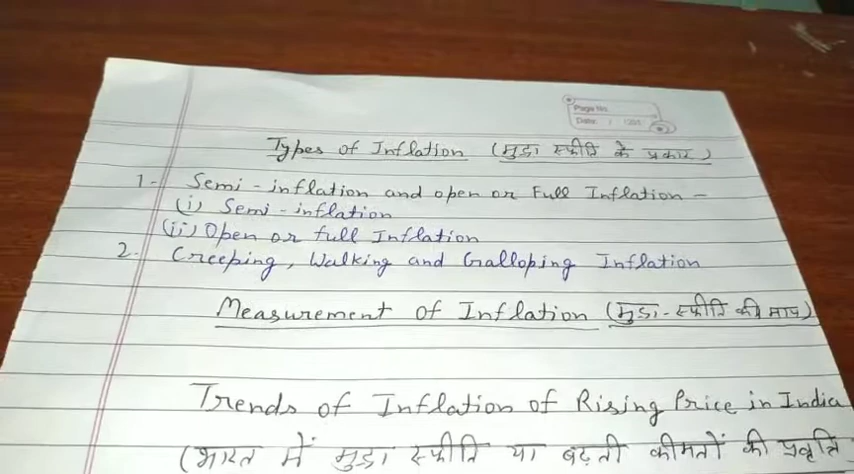 Page No.
Date: / /201
Types of Inflation (मुद्रा स्फीति के प्रकार)
1- Semi-inflation and open or Full Inflation -
(i) Semi-inflation
(ii) Open or full Inflation
2- Creeping, Walking and Galloping Inflation
Measurement of Inflation (मुद्रा-स्फीति की माप)
Trends of Inflation of Rising Price in India
(भारत में मुद्रा स्फीति या बढ़ती कीमतों की प्रवृत्ति